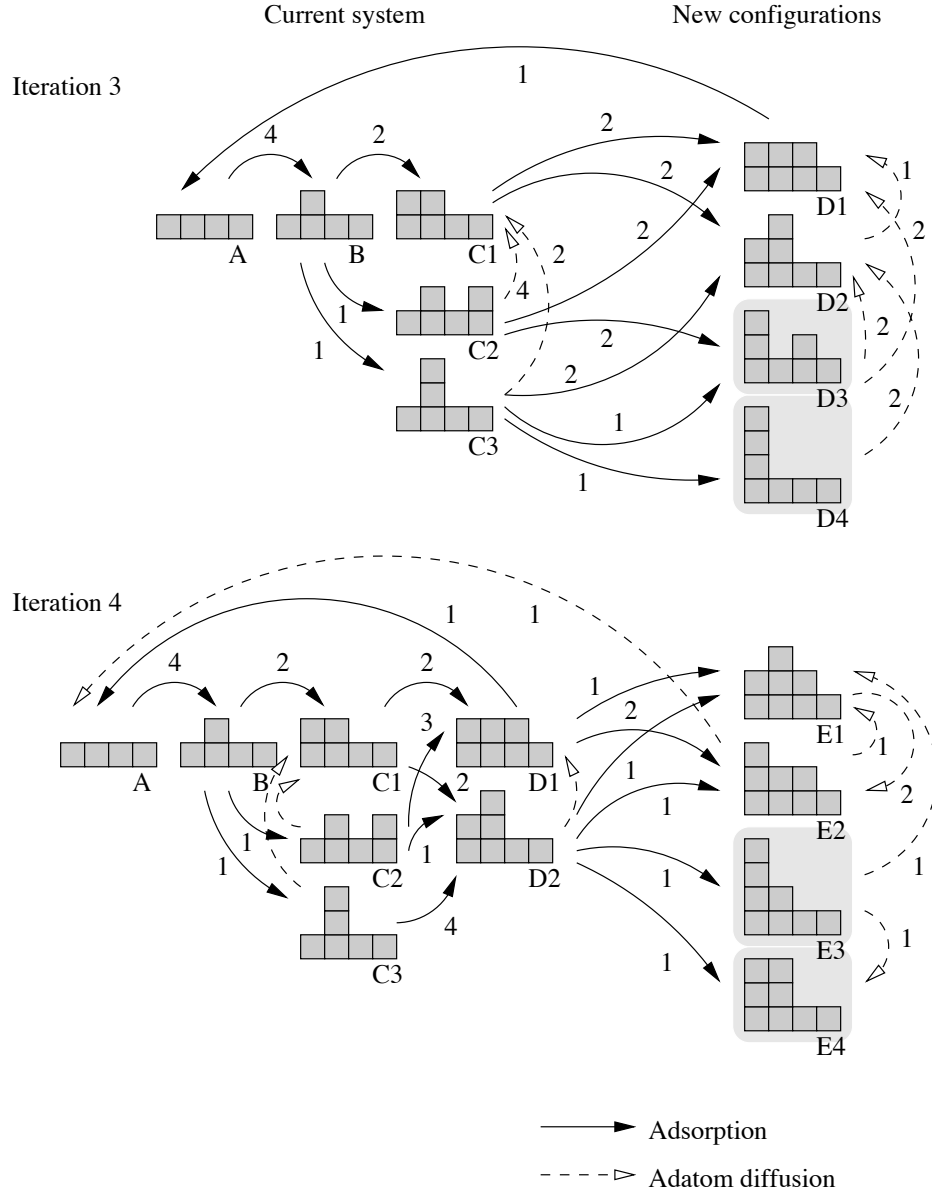 Current system New configurations
1
Iteration 3
4 2 2
2 1
A B C1 D1
2 2 2
1 4 D2
1 C2 2 2
2 D3
2
1
C3
1
D4
Iteration 4
1 1
4 2 2 1
3 2 E1
A B C1 2 D1 1 1
1 1 E2 2
1 C2 1 D2
1 1
4 1
C3 E3
1
E4
Adsorption
Adatom diffusion